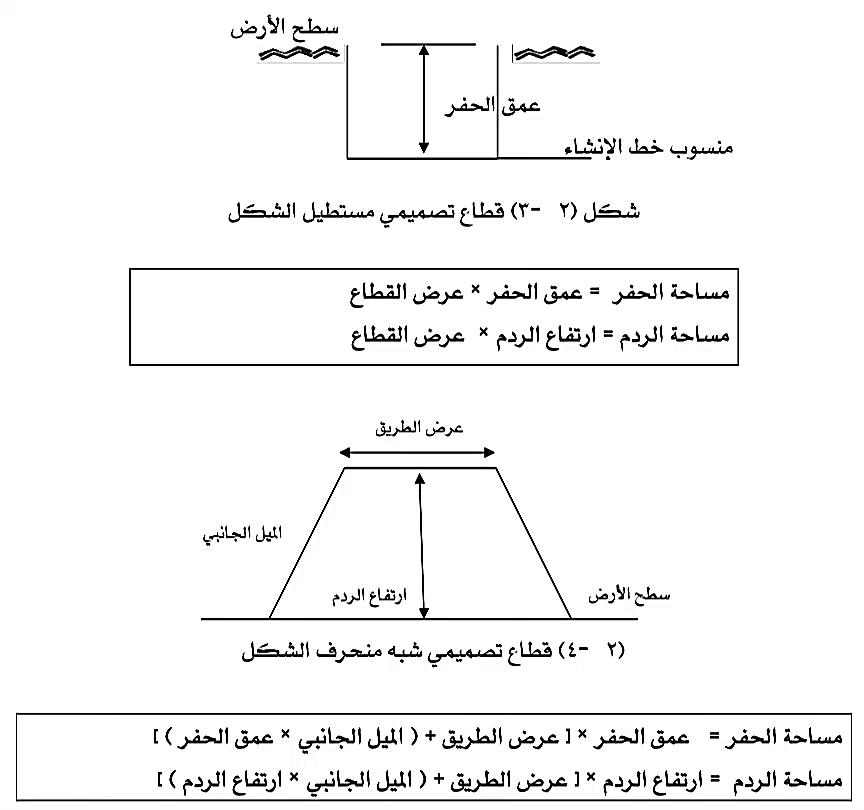 سطح الأرض
عمق الحفر
منسوب خط الإنشاء
شكل (٢ -٣) قطاع تصميمي مستطيل الشكل
مساحة الحفر = عمق الحفر × عرض القطاع
مساحة الردم = ارتفاع الردم × عرض القطاع
عرض الطريق
الميل الجانبي
ارتفاع الردم
سطح الأرض
(٢ -٤) قطاع تصميمي شبه منحرف الشكل
مساحة الحفر = عمق الحفر × [ عرض الطريق + ( الميل الجانبي × عمق الحفر ) ]
مساحة الردم = ارتفاع الردم × [ عرض الطريق + ( الميل الجانبي × ارتفاع الردم ) ]